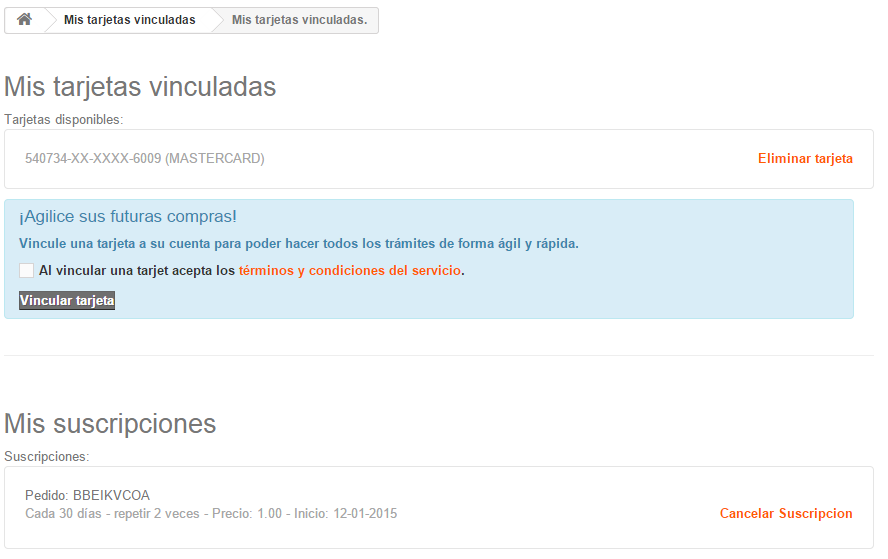 Mis tarjetas vinculadas Mis tarjetas vinculadas.
Mis tarjetas vinculadas
Tarjetas disponibles:
540734-XX-XXXX-6009 (MASTERCARD) Eliminar tarjeta
¡Agilice sus futuras compras!
Vincule una tarjeta a su cuenta para poder hacer todos los trámites de forma ágil y rápida.
Al vincular una tarjet acepta los términos y condiciones del servicio.
Vincular tarjeta
Mis suscripciones
Suscripciones:
Pedido: BBEIKVCOA
Cada 30 días - repetir 2 veces - Precio: 1.00 - Inicio: 12-01-2015 Cancelar Suscripcion